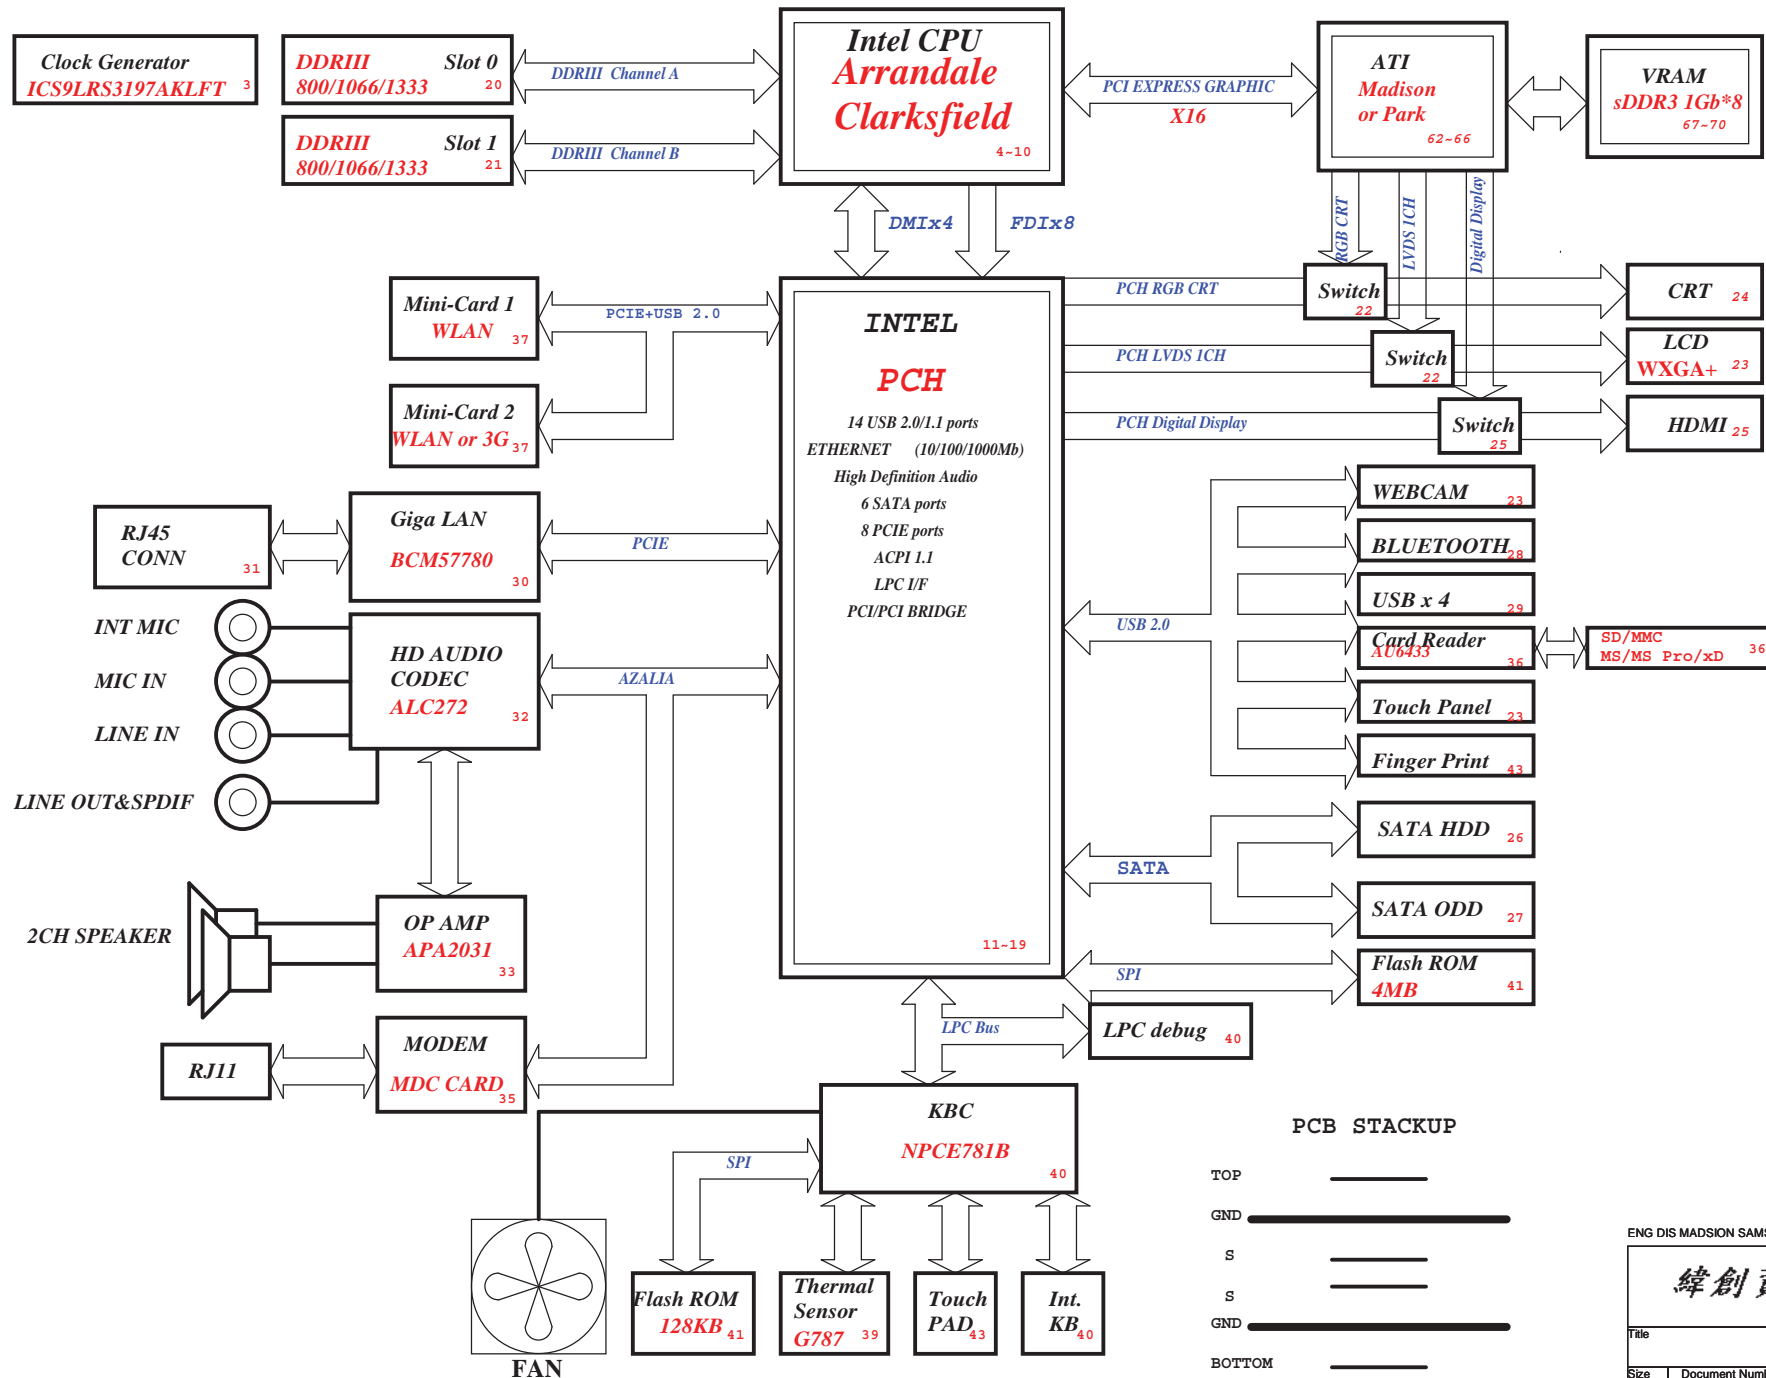 Clock Generator
ICS9LRS3197AKLFT 3
DDRIII Slot 0
800/1066/1333 20
DDRIII Slot 1
800/1066/1333 21
DDRIII Channel A
DDRIII Channel B
Intel CPU
Arrandale
Clarksfield
4~10
PCI EXPRESS GRAPHIC
X16
ATI
Madison
or Park
62~66
VRAM
sDDR3 1Gb*8
67~70
DMIx4
FDIx8
RGB CRT
LVDS 1CH
Digital Display
Mini-Card 1
WLAN 37
PCIE+USB 2.0
Mini-Card 2
WLAN or 3G 37
INTEL
PCH
14 USB 2.0/1.1 ports
ETHERNET (10/100/1000Mb)
High Definition Audio
6 SATA ports
8 PCIE ports
ACPI 1.1
LPC I/F
PCI/PCI BRIDGE
11~19
PCH RGB CRT
Switch
22
CRT 24
PCH LVDS 1CH
Switch
22
LCD
WXGA+ 23
PCH Digital Display
Switch
25
HDMI 25
RJ45
CONN
31
Giga LAN
BCM57780
30
PCIE
INT MIC
MIC IN
LINE IN
LINE OUT&SPDIF
HD AUDIO
CODEC
ALC272 32
AZALIA
USB 2.0
WEBCAM 23
BLUETOOTH 28
USB x 4 29
Card Reader
AU6433 36
SD/MMC
MS/MS Pro/xD 36
Touch Panel 23
Finger Print 43
SATA
SATA HDD 26
SATA ODD 27
SPI
Flash ROM
4MB 41
2CH SPEAKER
OP AMP
APA2031
33
LPC Bus
LPC debug 40
RJ11
MODEM
MDC CARD
35
KBC
NPCE781B
40
SPI
FAN
Flash ROM
128KB 41
Thermal
Sensor
G787 39
Touch
PAD
43
Int.
KB
40
PCB STACKUP
TOP
GND
S
S
GND
BOTTOM
ENG DIS MADSION SAMS
緯創
Title
Size Document Num